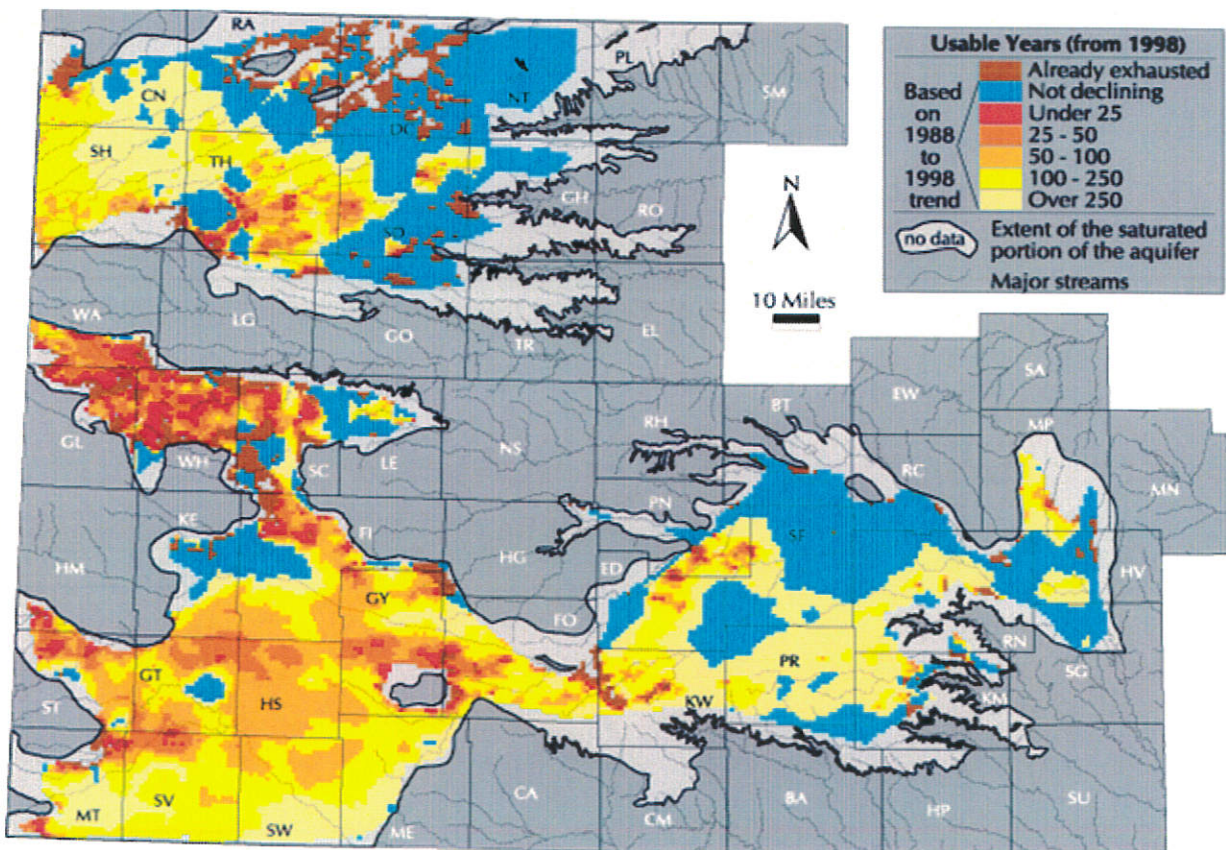 RA
PL
Usable Years (from 1998)
Based on 1988 to 1998 trend
Already exhausted
Not declining
Under 25
25 - 50
50 - 100
100 - 250
Over 250
no data
Extent of the saturated
portion of the aquifer
Major streams
CN
NT
SM
DC
SH
TH
N
GH
RO
SD
10 Miles
WA
LG
GO
TR
EL
SA
EW
BT
GL
RH
MP
WH
SC
LE
NS
RC
MN
KE
FI
PN
SF
HM
HG
ED
HV
GY
FO
RN
GT
PR
SG
ST
HS
KW
KM
MT
SV
SW
ME
CA
CM
BA
HP
SU